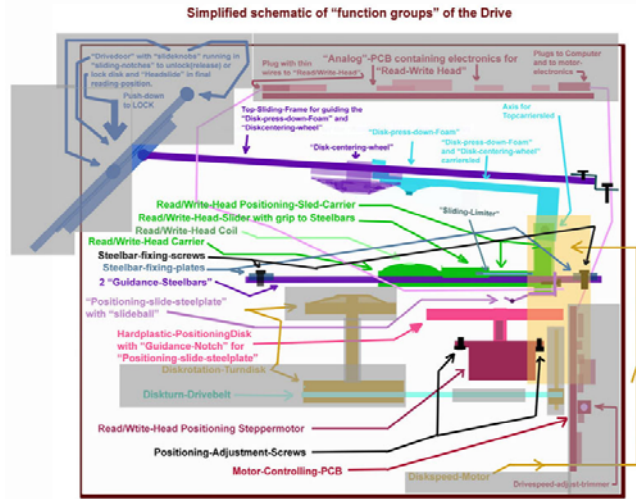 Simplified schematic of "function groups" of the Drive
"Drivedoor" with "slideknobs" running in
"sliding-notches" to unlock(release) or
lock disk and "Headslide" in final
reading-position.
Push-down
to LOCK
Plug with thin
wires to "Read/Write-Head"
"Analog"-PCB containing electronics for
"Read-Write Head"
Plugs to Computer
and to motor-
electronics
Top-Sliding-Frame for guiding the
"Disk-press-down-Foam" and
"Diskcentering-wheel"
"Disk-centering-wheel"
"Disk-press-down-Foam"
"Disk-press-down-Foam"
and "Disk-centering-wheel"
carriersled
Axis for
Topcarriersled
Read/Write-Head Positioning-Sled-Carrier
Read/Write-Head-Slider with grip to Steelbars
Read/Write-Head Coil
Read/Write-Head Carrier
"Sliding-Limiter"
Steelbar-fixing-screws
Steelbar-fixing-plates
2 "Guidance-Steelbars"
"Positioning-slide-steelplate"
with "slideball"
Hardplastic-PositioningDisk
with "Guidance-Notch" for
"Positioning-slide-steelplate"
Diskrotation-Turndisk
Diskturn-Drivebelt
Read/Wtite-Head Positioning Steppermotor
Positioning-Adjustment-Screws
Motor-Controlling-PCB
Diskspeed-Motor
Drivespeed-adjust-trimmer